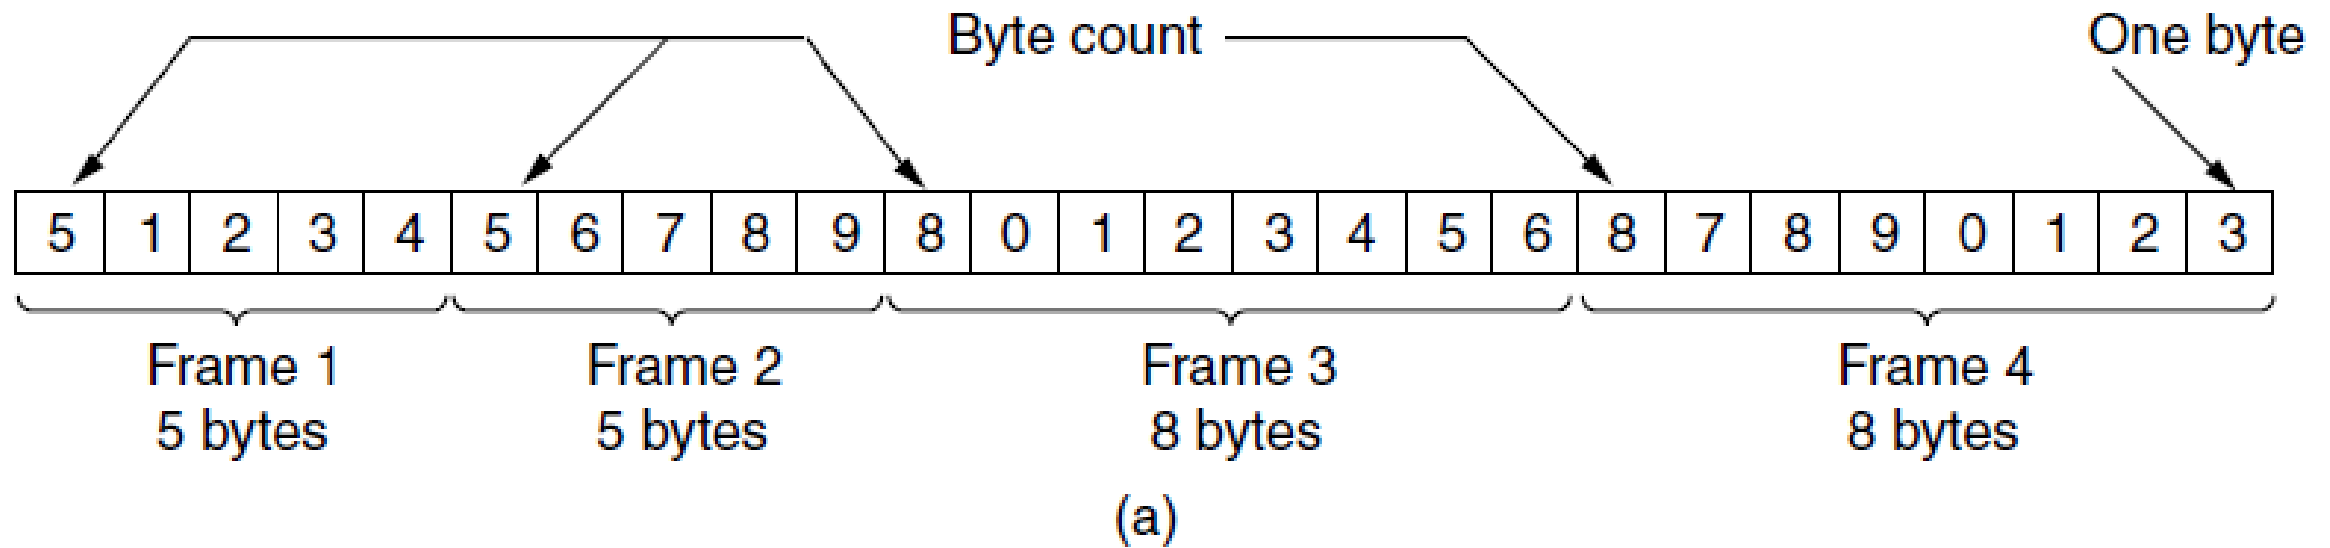 Byte count
One byte
5 1 2 3 4 5 6 7 8 9 8 0 1 2 3 4 5 6 8 7 8 9 0 1 2 3
Frame 1
5 bytes
Frame 2
5 bytes
Frame 3
8 bytes
Frame 4
8 bytes
(a)